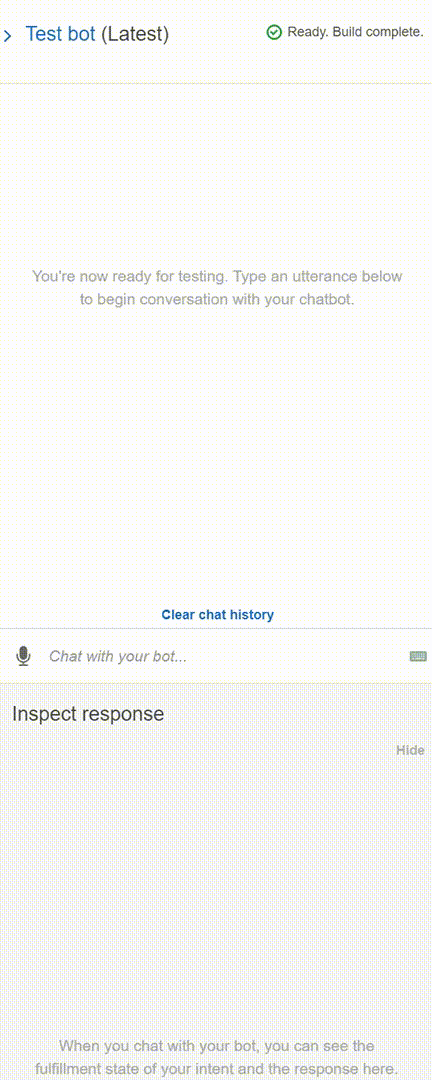 Test bot (Latest)
Ready. Build complete.
You're now ready for testing. Type an utterance below
to begin conversation with your chatbot.
Clear chat history
Chat with your bot...
Inspect response
Hide
When you chat with your bot, you can see the
fulfillment state of your intent and the response here.